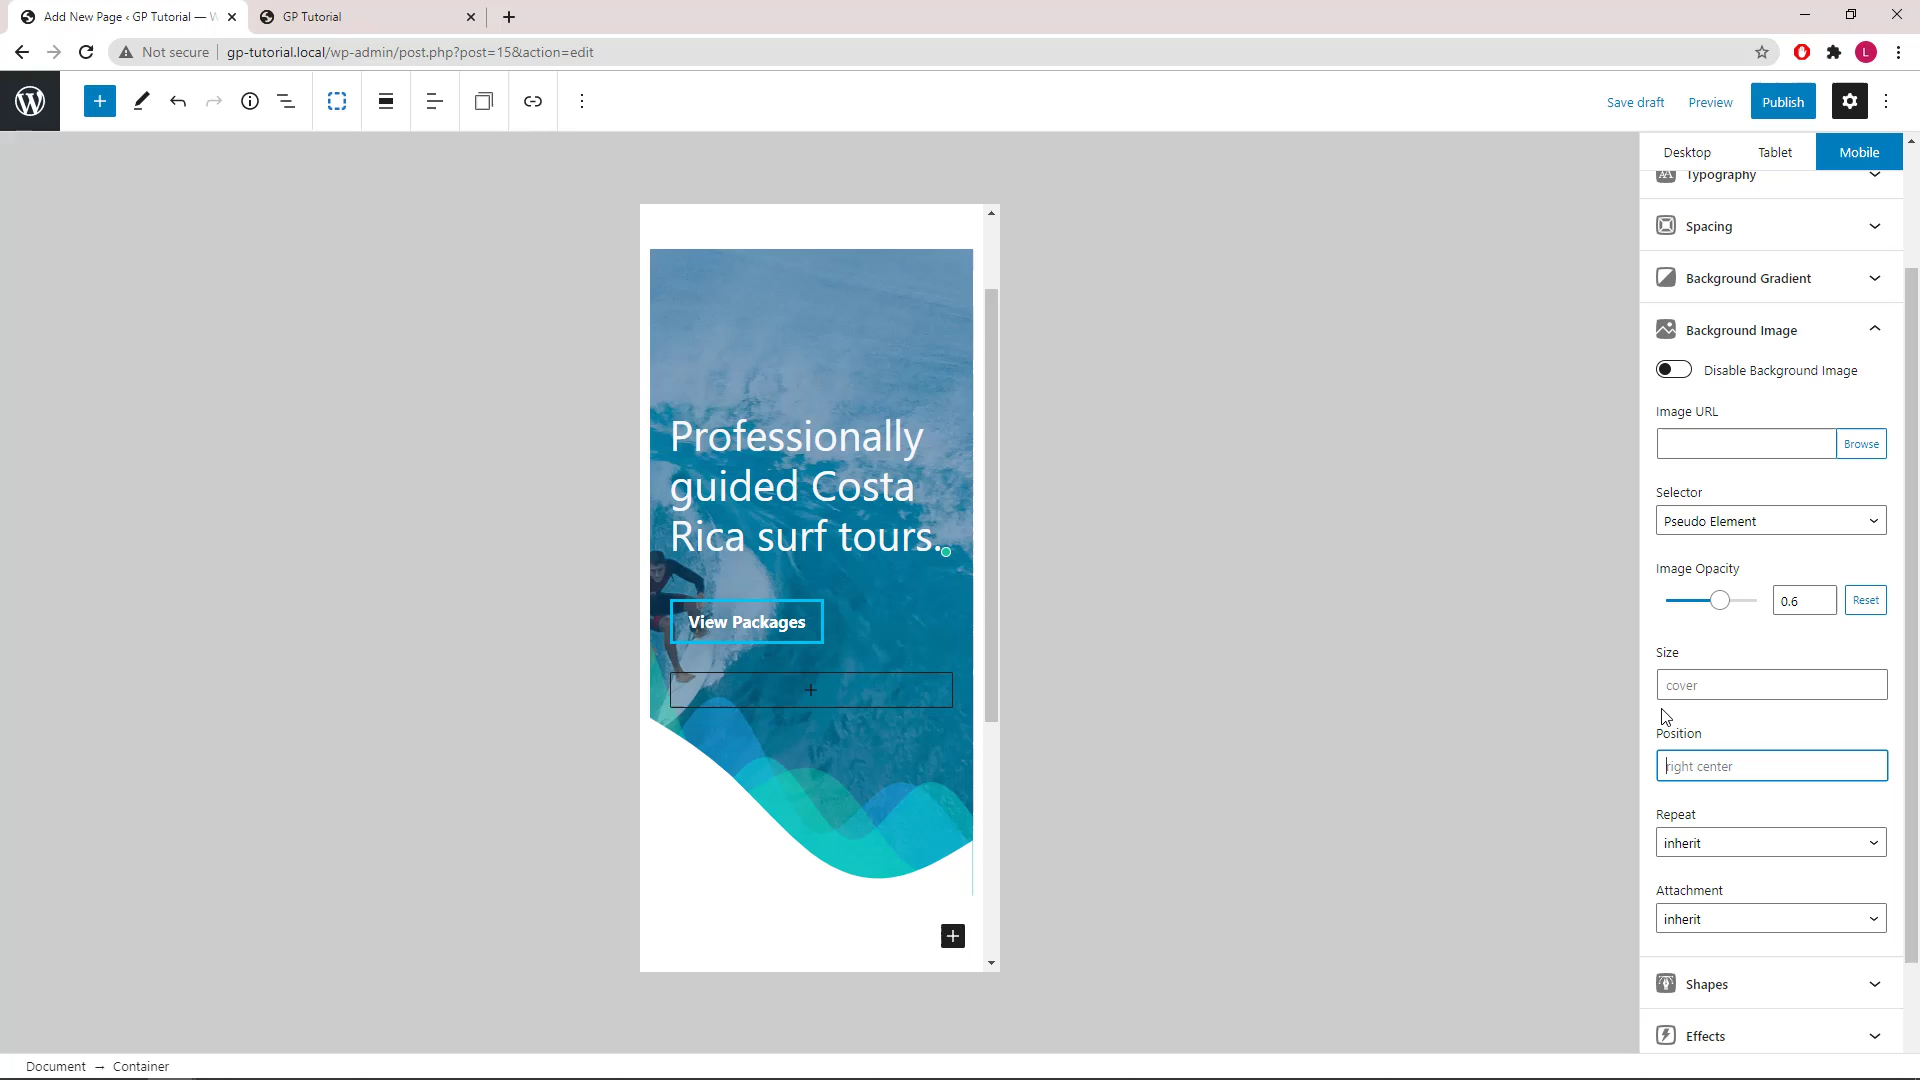 Add New Page ‹ GP Tutorial — W
GP Tutorial
Not secure
gp-tutorial.local/wp-admin/post.php?post=15&action=edit
L
Save draft
Preview
Publish
Desktop
Tablet
Mobile
Typography
Spacing
Background Gradient
Background Image
Disable Background Image
Image URL
Browse
Selector
Pseudo Element
Image Opacity
0.6
Reset
Size
cover
Position
right center
Repeat
inherit
Attachment
inherit
Shapes
Effects
Professionally
guided Costa
Rica surf tours.
View Packages
Document → Container